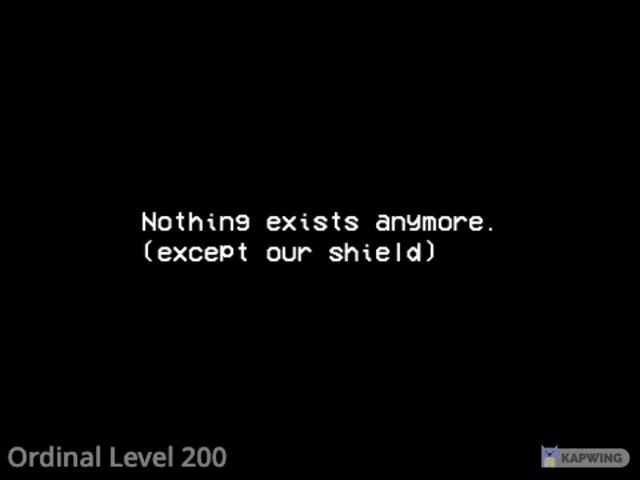 Nothing exists anymore.
(except our shield)
Ordinal Level 200
KAPWING